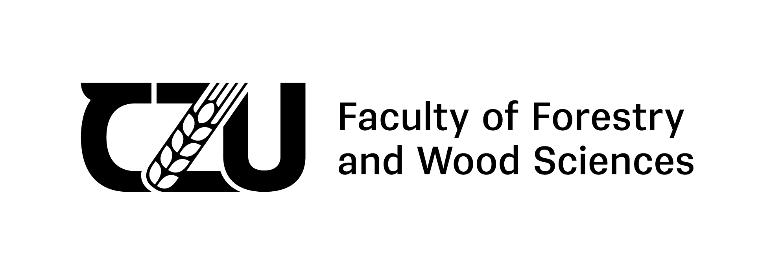 CZU
Faculty of Forestry
and Wood Sciences